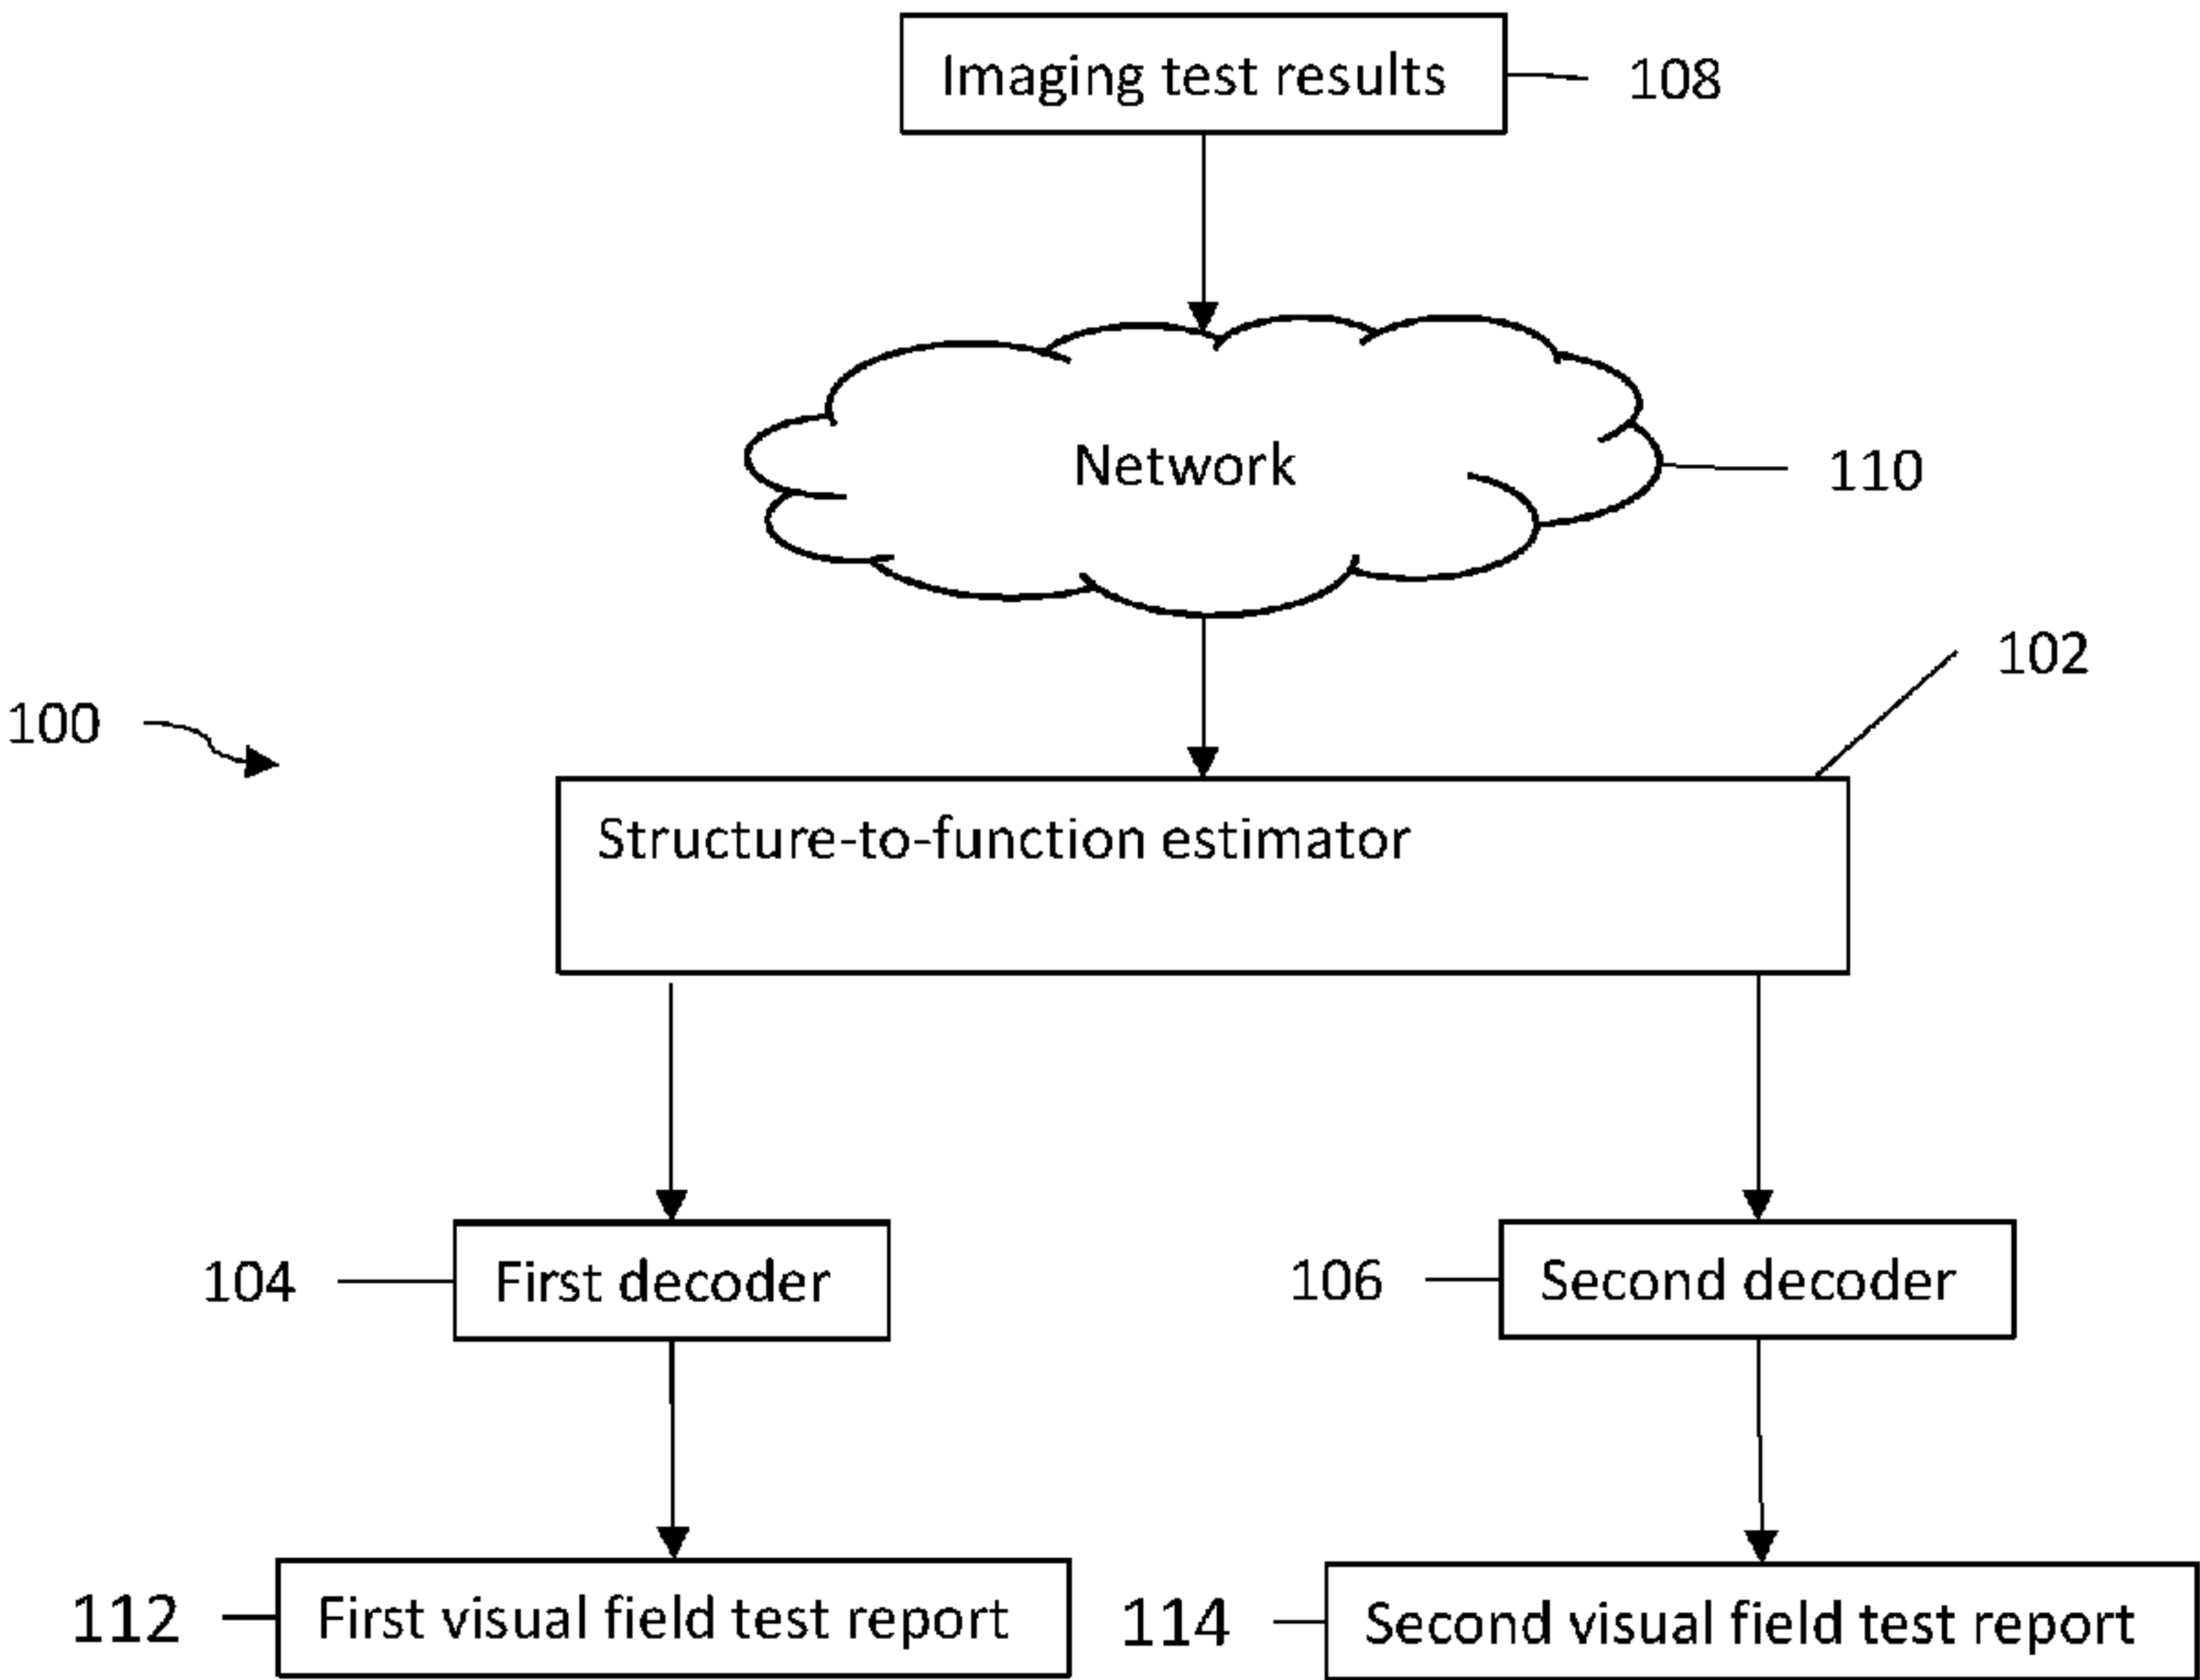 Imaging test results
108
Network
110
102
100
Structure-to-function estimator
104
First decoder
106
Second decoder
112
First visual field test report
114
Second visual field test report